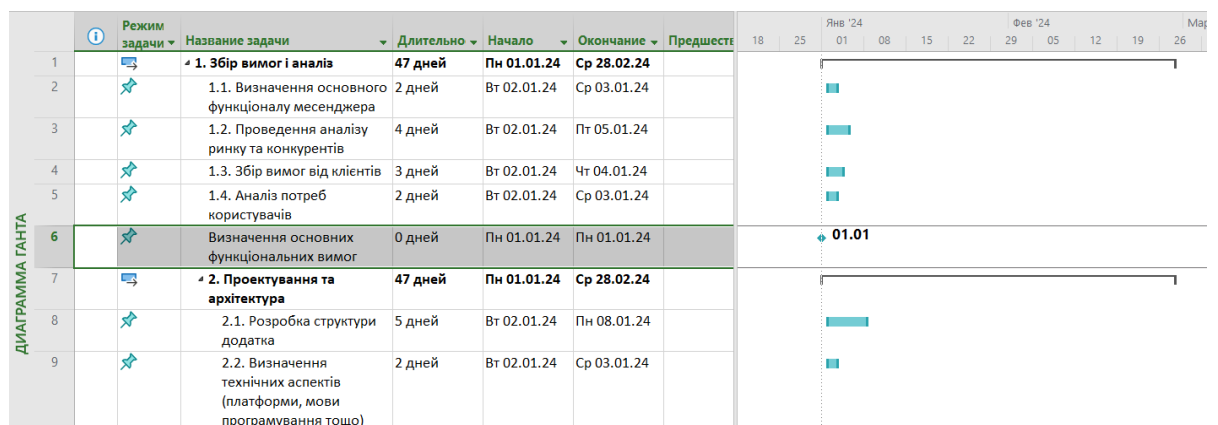 Режим
задачи
Название задачи
Длительно
Начало
Окончание
Предшеств
Янв '24
Фев '24
Мар
18 25 01 08 15 22 29 05 12 19 26
1 1. Збір вимог і аналіз 47 дней Пн 01.01.24 Ср 28.02.24
2 1.1. Визначення основного 2 дней Вт 02.01.24 Ср 03.01.24
функціоналу месенджера
3 1.2. Проведення аналізу 4 дней Вт 02.01.24 Пт 05.01.24
ринку та конкурентів
4 1.3. Збір вимог від клієнтів 3 дней Вт 02.01.24 Чт 04.01.24
5 1.4. Аналіз потреб 2 дней Вт 02.01.24 Ср 03.01.24
користувачів
6 Визначення основних 0 дней Пн 01.01.24 Пн 01.01.24 01.01
функціональних вимог
7 2. Проектування та 47 дней Пн 01.01.24 Ср 28.02.24
архітектура
8 2.1. Розробка структури 5 дней Вт 02.01.24 Пн 08.01.24
додатка
9 2.2. Визначення 2 дней Вт 02.01.24 Ср 03.01.24
технічних аспектів
(платформи, мови
програмування тощо)
ДИАГРАММА ГАНТА